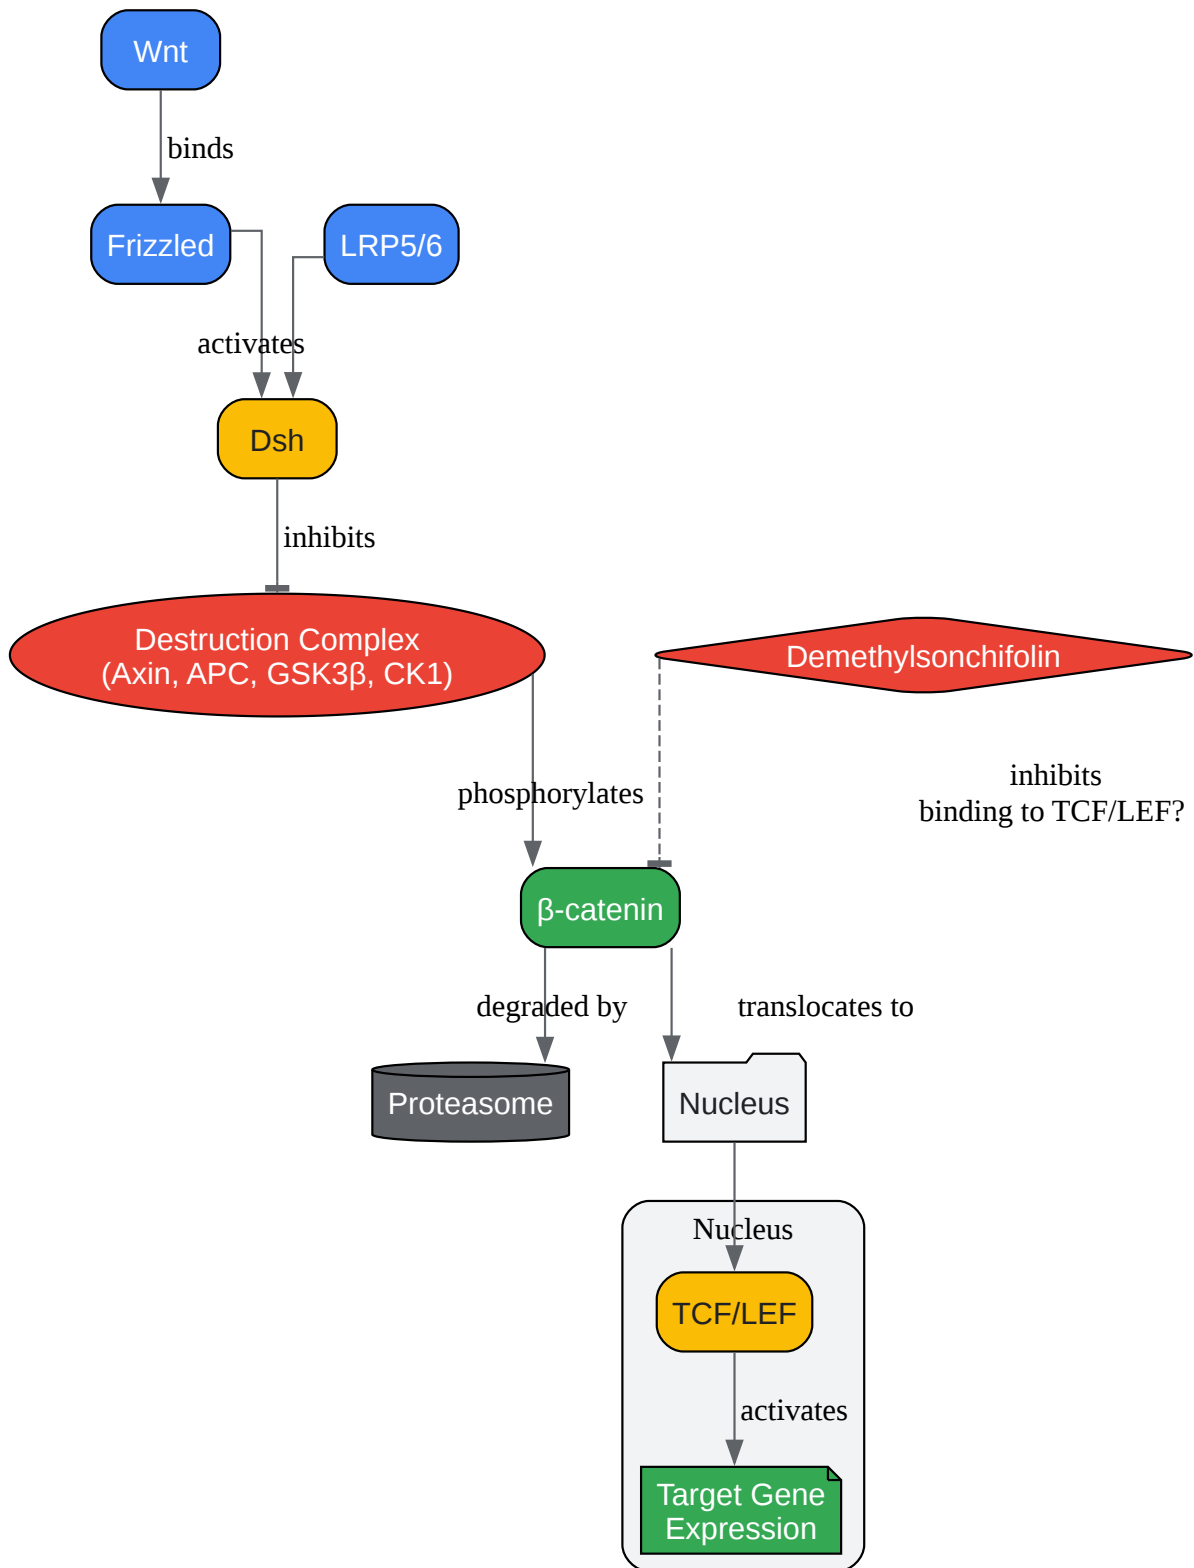 Wnt
binds
Frizzled
LRP5/6
activates
Dsh
inhibits
Destruction Complex
(Axin, APC, GSK3β, CK1)
Demethylsonchifolin
phosphorylates
inhibits
binding to TCF/LEF?
β-catenin
degraded by
translocates to
Proteasome
Nucleus
Nucleus
TCF/LEF
activates
Target Gene
Expression